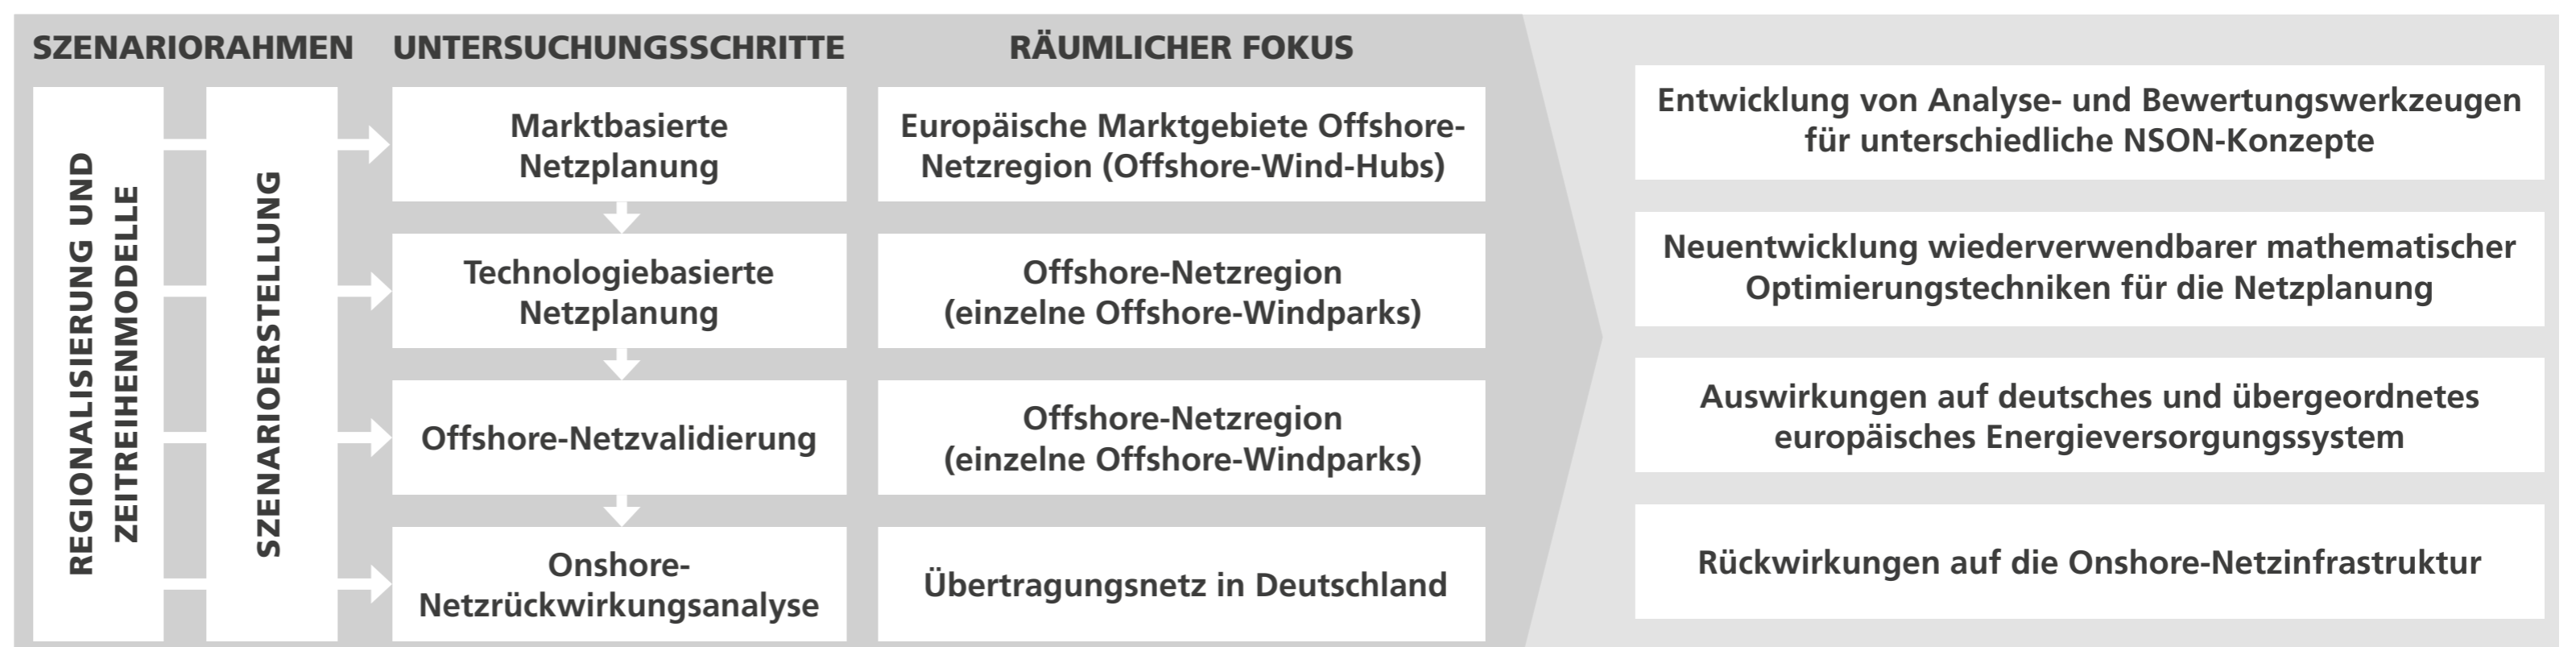 SZENARIORAHMEN
REGIONALISIERUNG UND
ZEITREIHENMODELLE
SZENARIOERSTELLLUNG
UNTERSUCHUNGSSCHRITTE
Marktbasierte
Netzplanung
Technologiebasierte
Netzplanung
Offshore-Netzvalidierung
Onshore-
Netzrückwirkungsanalyse
RÄUMLICHER FOKUS
Europäische Marktgebiete Offshore-
Netzregion (Offshore-Wind-Hubs)
Offshore-Netzregion
(einzelne Offshore-Windparks)
Offshore-Netzregion
(einzelne Offshore-Windparks)
Übertragungsnetz in Deutschland
Entwicklung von Analyse- und Bewertungswerkzeugen
für unterschiedliche NSON-Konzepte
Neuentwicklung wiederverwendbarer mathematischer
Optimierungstechniken für die Netzplanung
Auswirkungen auf deutsches und übergeordnetes
europäisches Energieversorgungssystem
Rückwirkungen auf die Onshore-Netzinfrastruktur